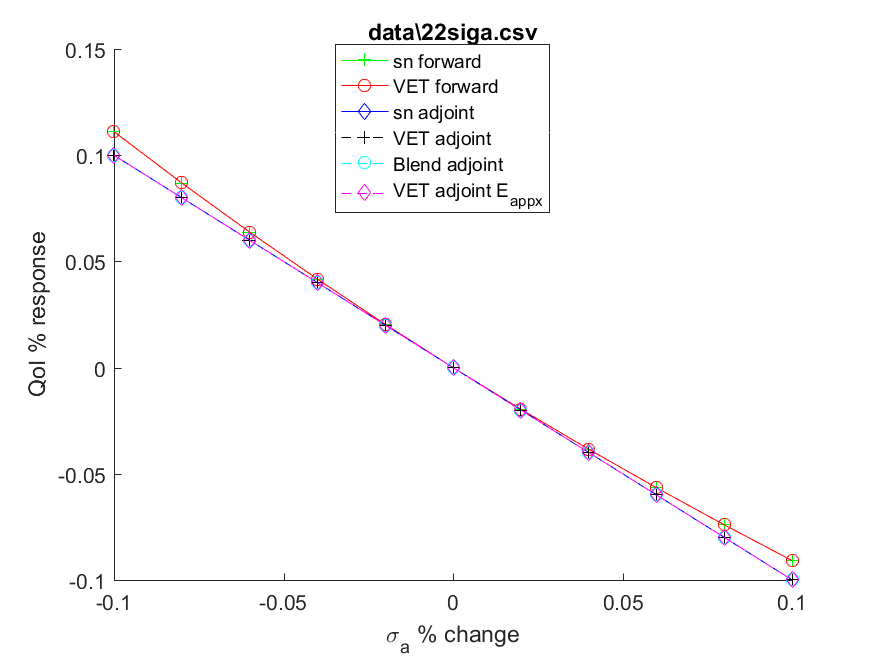 data\22siga.csv
sn forward
VET forward
sn adjoint
VET adjoint
Blend adjoint
VET adjoint E_appx
0.15
0.1
0.05
0
-0.05
-0.1
QoI % response
-0.1 -0.05 0 0.05 0.1
σ_a % change